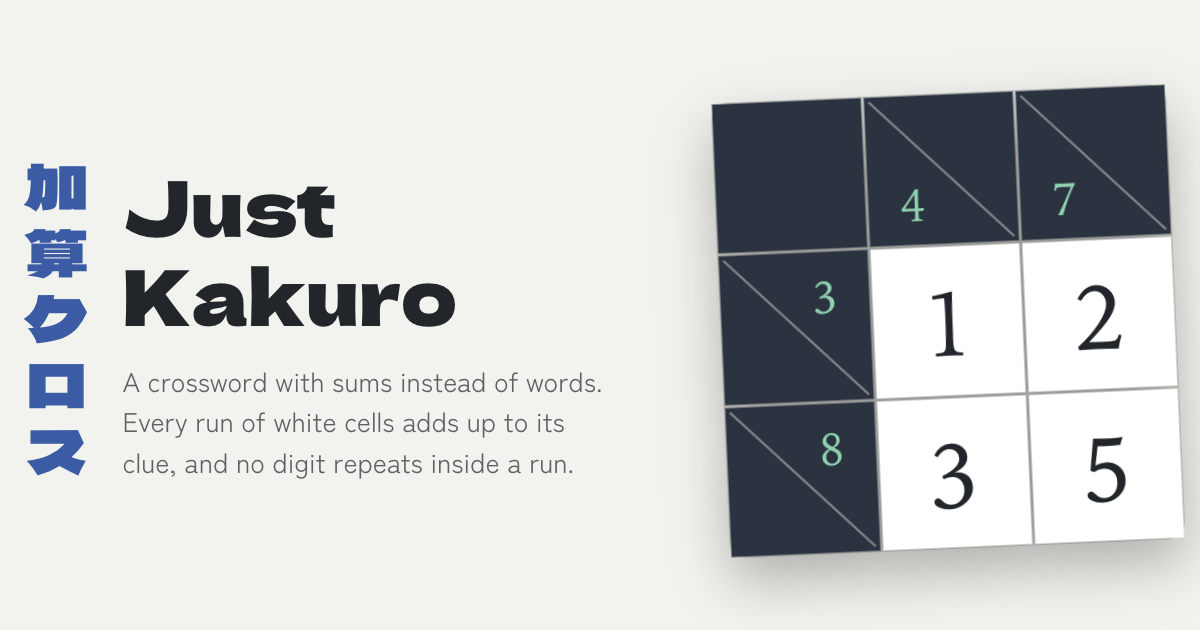 加算クロス
Just
Kakuro
A crossword with sums instead of words.
Every run of white cells adds up to its
clue, and no digit repeats inside a run.
4 7
3 1 2
8 3 5